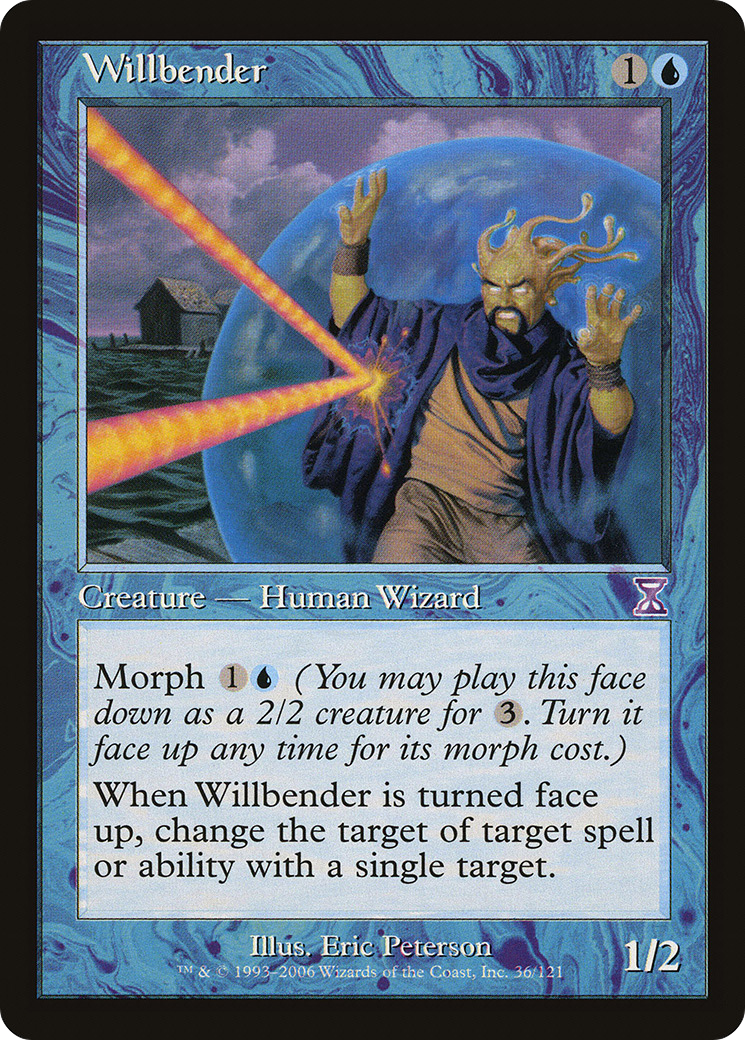 Willbender 1
Creature — Human Wizard
Morph 1 (You may play this face
down as a 2/2 creature for 3. Turn it
face up any time for its morph cost.)
When Willbender is turned face
up, change the target of target spell
or ability with a single target.
Illus. Eric Peterson
™ & © 1993–2006 Wizards of the Coast, Inc. 36/121
1/2